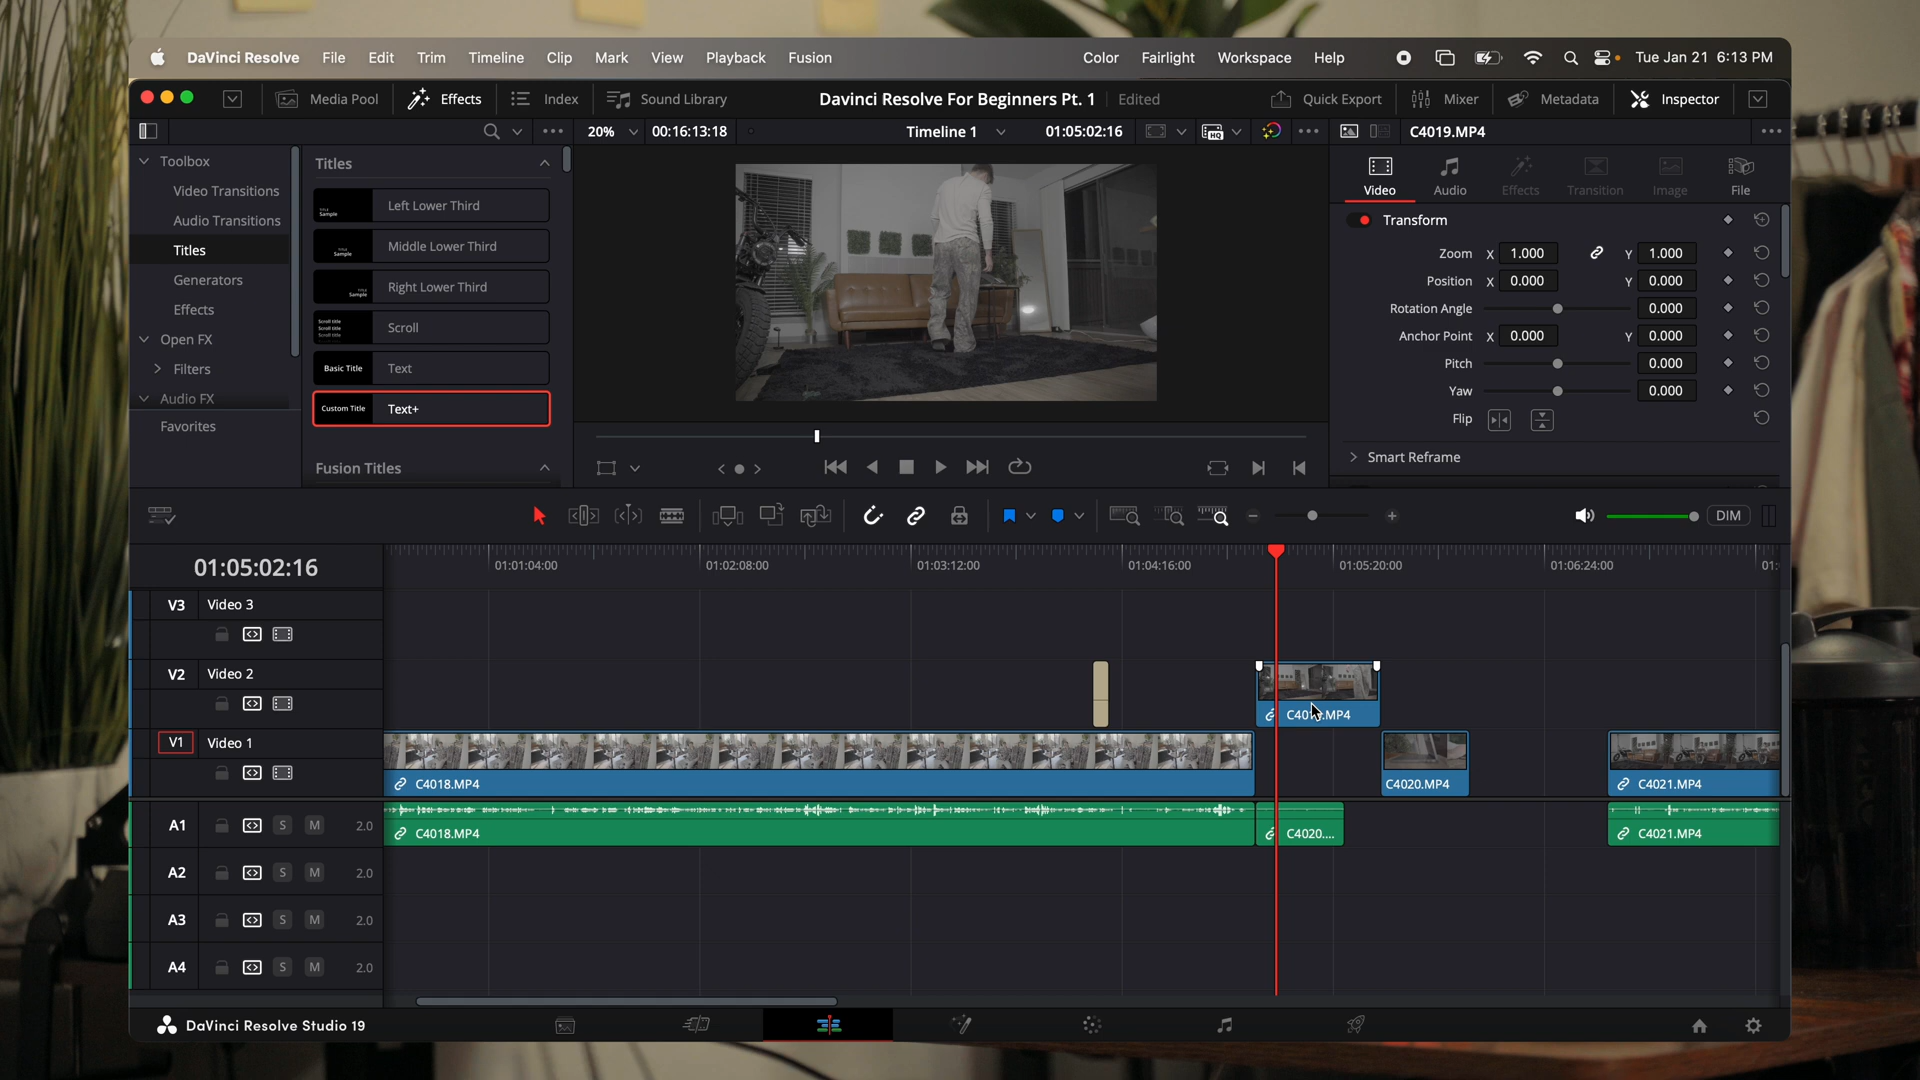 DaVinci Resolve File Edit Trim Timeline Clip Mark View Playback Fusion Color Fairlight Workspace Help Tue Jan 21 6:13 PM
Media Pool Effects Index Sound Library Davinci Resolve For Beginners Pt. 1 Edited Quick Export Mixer Metadata Inspector
20% 00:16:13:18 Timeline 1 01:05:02:16 HQ C4019.MP4
Toolbox
Video Transitions
Audio Transitions
Titles
Generators
Effects
Open FX
Filters
Audio FX
Favorites
Titles
Left Lower Third
Middle Lower Third
Right Lower Third
Scroll
Basic Title Text
Custom Title Text+
Fusion Titles
Video Audio Effects Transition Image File
Transform
Zoom X 1.000 Y 1.000
Position X 0.000 Y 0.000
Rotation Angle 0.000
Anchor Point X 0.000 Y 0.000
Pitch 0.000
Yaw 0.000
Flip
Smart Reframe
DIM
01:05:02:16
01:01:04:00 01:02:08:00 01:03:12:00 01:04:16:00 01:05:20:00 01:06:24:00 01:
V3 Video 3
V2 Video 2
C401 .MP4
V1 Video 1
C4018.MP4 C4020.MP4 C4021.MP4
A1 S M 2.0
C4018.MP4 C4020.... C4021.MP4
A2 S M 2.0
A3 S M 2.0
A4 S M 2.0
DaVinci Resolve Studio 19